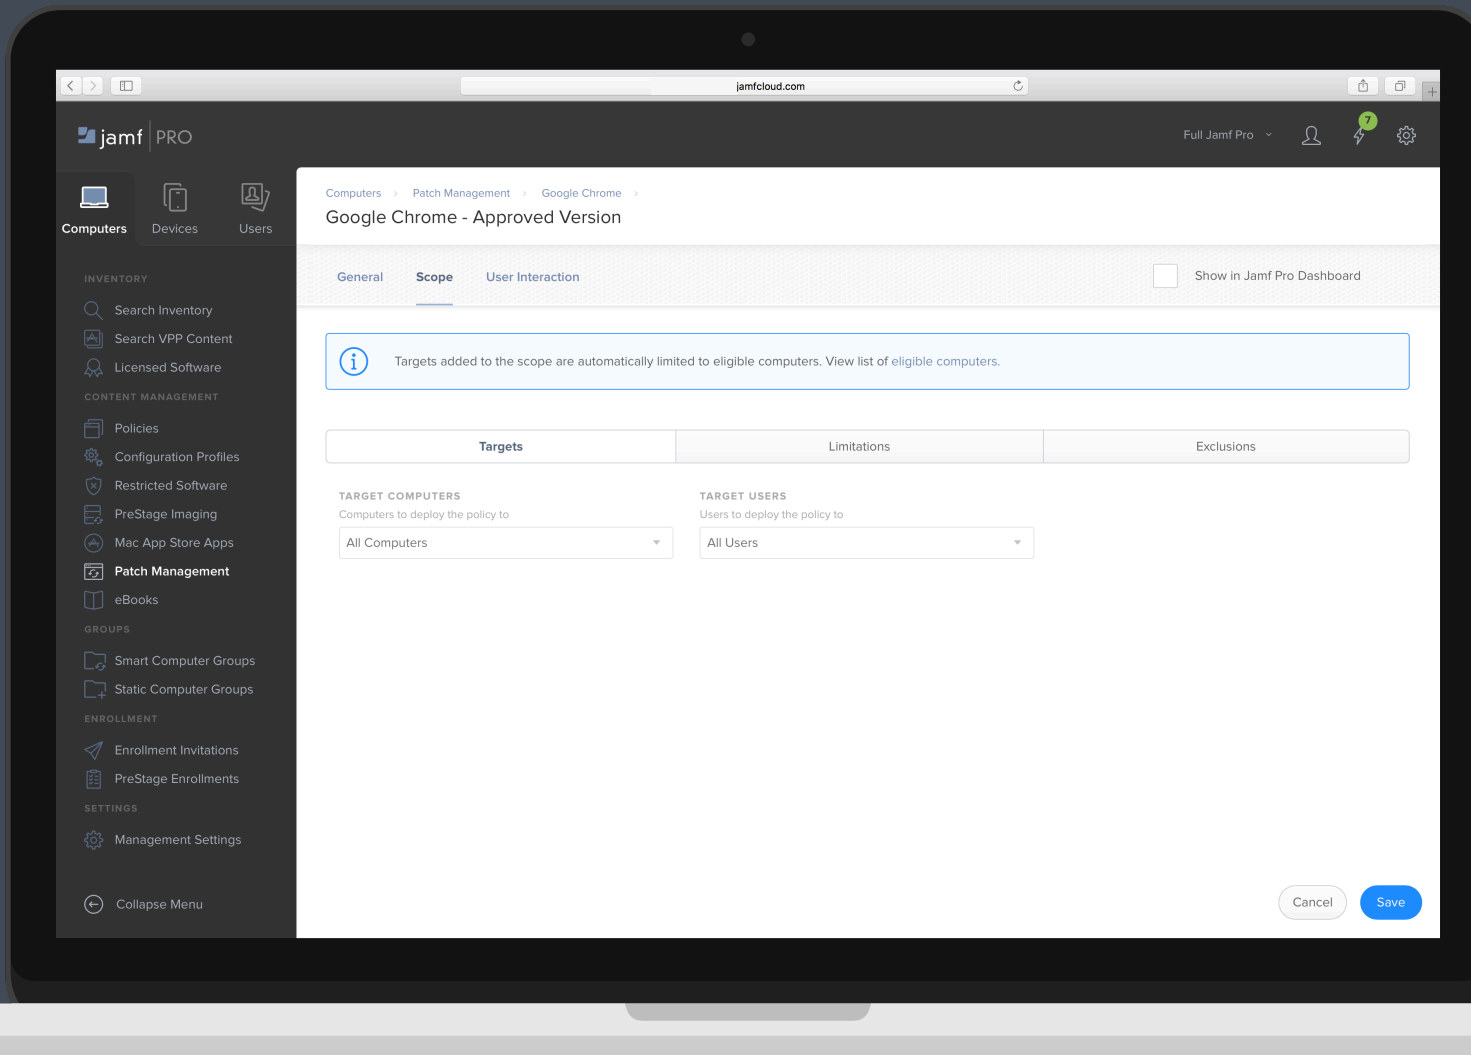 jamfcloud.com
jamf PRO
Full Jamf Pro
7
Computers
Devices
Users
INVENTORY
Search Inventory
Search VPP Content
Licensed Software
CONTENT MANAGEMENT
Policies
Configuration Profiles
Restricted Software
PreStage Imaging
Mac App Store Apps
Patch Management
eBooks
GROUPS
Smart Computer Groups
Static Computer Groups
ENROLLMENT
Enrollment Invitations
PreStage Enrollments
SETTINGS
Management Settings
Collapse Menu
Computers > Patch Management > Google Chrome >
Google Chrome - Approved Version
General
Scope
User Interaction
Show in Jamf Pro Dashboard
Targets added to the scope are automatically limited to eligible computers. View list of eligible computers.
Targets
Limitations
Exclusions
TARGET COMPUTERS
Computers to deploy the policy to
All Computers
TARGET USERS
Users to deploy the policy to
All Users
Cancel
Save